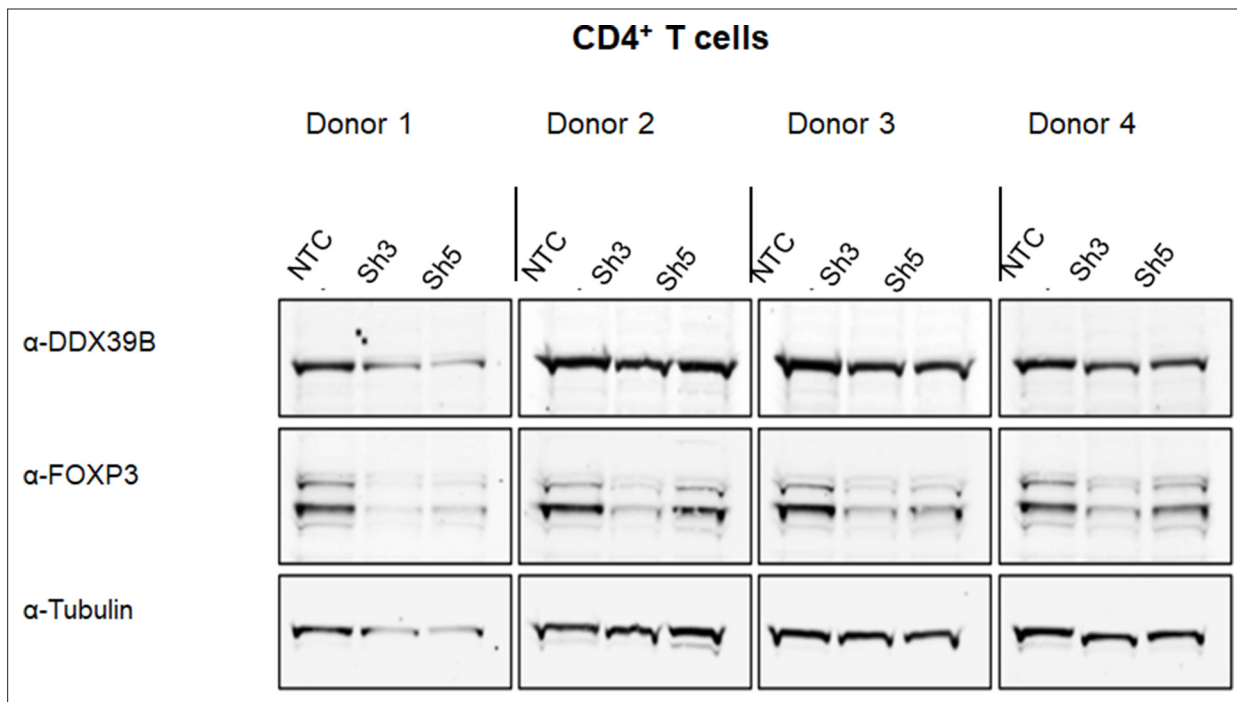 CD4⁺ T cells
Donor 1 Donor 2 Donor 3 Donor 4
NTC Sh3 Sh5 NTC Sh3 Sh5 NTC Sh3 Sh5 NTC Sh3 Sh5
α-DDX39B
α-FOXP3
α-Tubulin